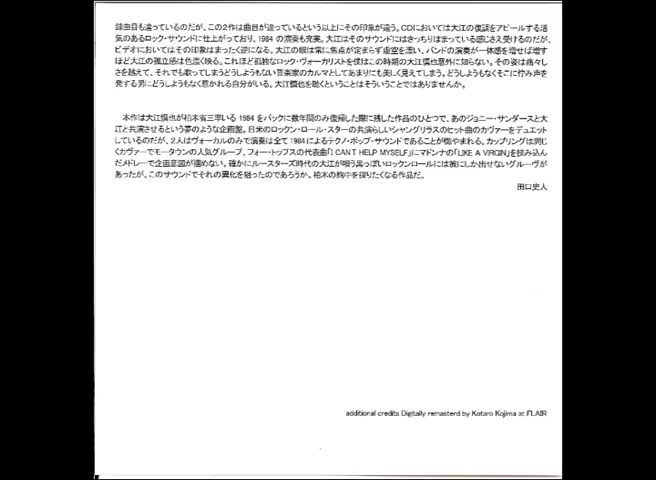 録曲目も違っているのだが、この2作は曲目が違っているという以上にその印象が違う。CDにおいては大江の復調をアピールする活
気のあるロック・サウンドに仕上がっており、1984 の演奏も充実。大江はそのサウンドにはきっちりはまっている感じさえ受けるのだが、
ビデオにおいてはその印象はまったく逆になる。大江の眼は常に焦点が定まらず虚空を漂い、バンドの演奏が一体感を増せば増す
ほど大江の孤立感は色濃く映る。これほど孤独なロック・ヴォーカリストを僕はこの時期の大江慎也意外に知らない。その姿は痛々し
さを越えて、それでも歌ってしまうどうしようもない音楽家のカルマとしてあまりにも美しく見えてしまう。どうしようもなくそこに佇み声を
発する男にどうしようもなく惹かれる自分がいる。大江慎也を聴くということはそういうことではありませんか。
本作は大江慎也が柏木省三率いる 1984 をバックに数年間のみ復帰した際に残した作品のひとつで、あのジョニー・サンダースと大
江と共演させるという夢のような企画盤。日米のロックン・ロール・スターの共演らしいシャングリラスのヒット曲のカヴァーをデュエット
しているのだが、2人はヴォーカルのみで演奏は全て 1984 によるテクノ・ポップ・サウンドであることが悔やまれる。カップリングは同じ
くカヴァーでモータウンの人気グループ、フォー・トップスの代表曲「I CAN'T HELP MYSELF」にマドンナの「LIKE A VIRGIN」を挟み込ん
だメドレーで企画意図が掴めない。確かにルースターズ時代の大江が唄う黒っぽいロックンロールには彼にしか出せないグルーヴが
あったが、このサウンドでそれの異化を狙ったのであろうか。柏木の胸中を探りたくなる作品だ。
田口史人
additional credits Digitally remasterd by Kotaro Kojima at FLAIR